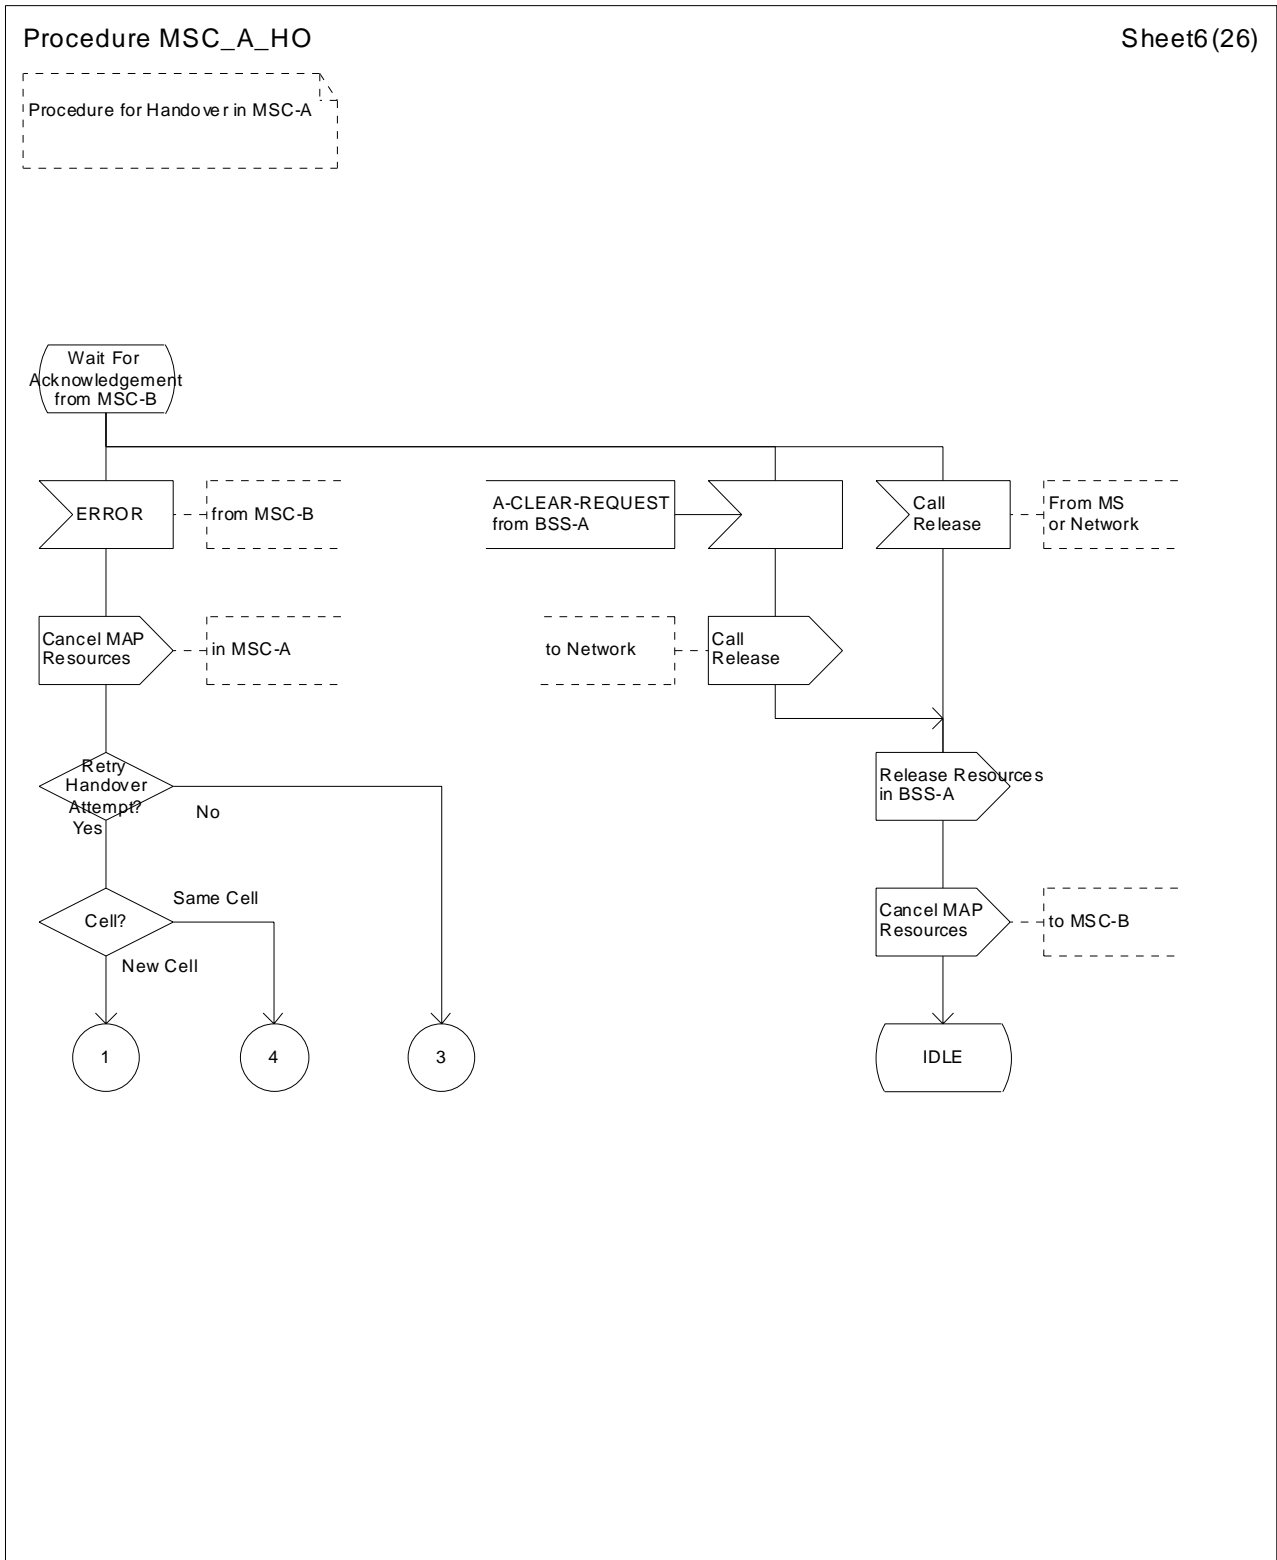 Procedure MSC_A_HO
Sheet6(26)
Procedure for Handover in MSC-A
Wait For
Acknowledgement
from MSC-B
ERROR
from MSC-B
A-CLEAR-REQUEST
from BSS-A
Call
Release
From MS
or Network
Cancel MAP
Resources
in MSC-A
to Network
Call
Release
Retry
Handover
Attempt?
Yes
No
Release Resources
in BSS-A
Cell?
Same Cell
New Cell
Cancel MAP
Resources
to MSC-B
1
4
3
IDLE